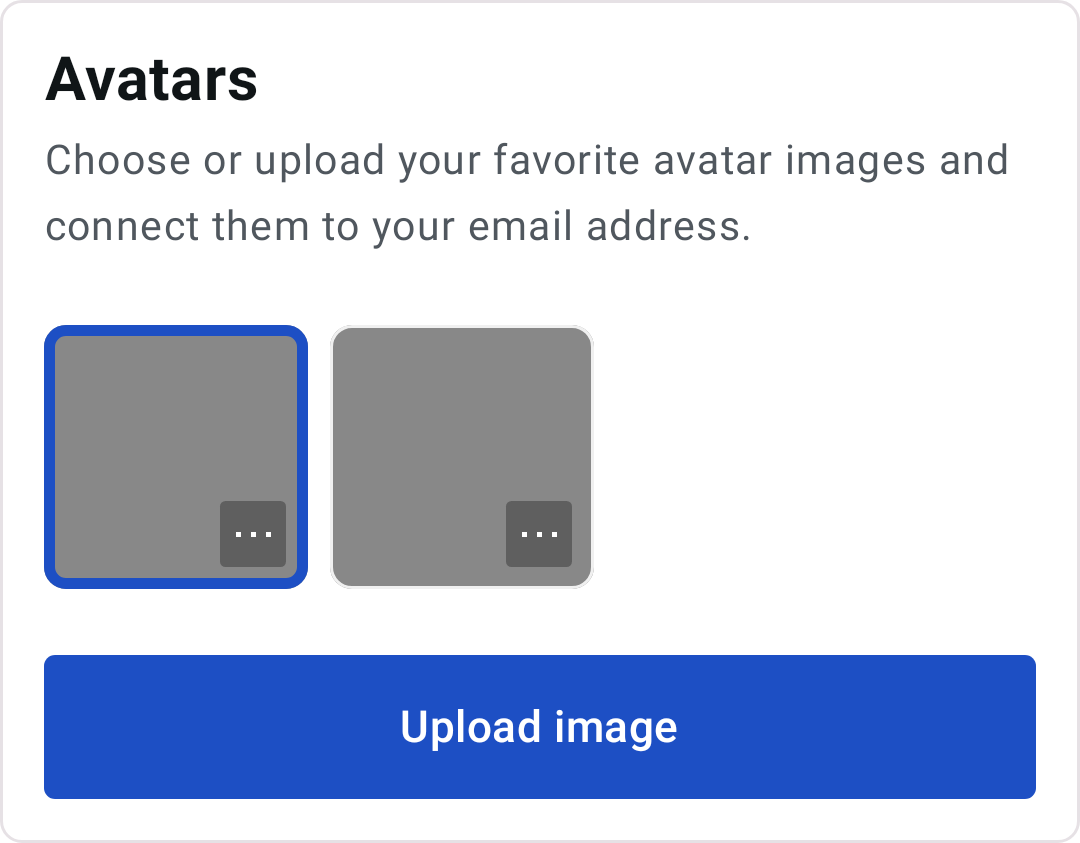 Avatars
Choose or upload your favorite avatar images and
connect them to your email address.
Upload image